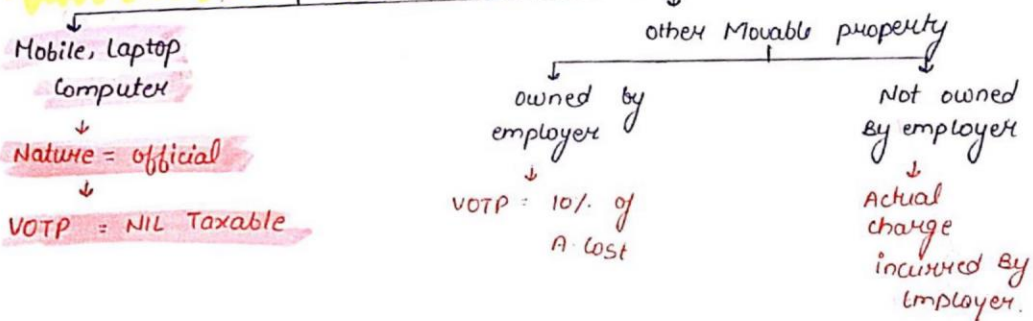 Mobile, Laptop
Computer
↓
Nature = official
↓
VOTP = NIL Taxable
other Movable property
owned by
employer
↓
VOTP = 10%. of
A. Cost
Not owned
By employer
↓
Actual
charge
incurred By
Employer.